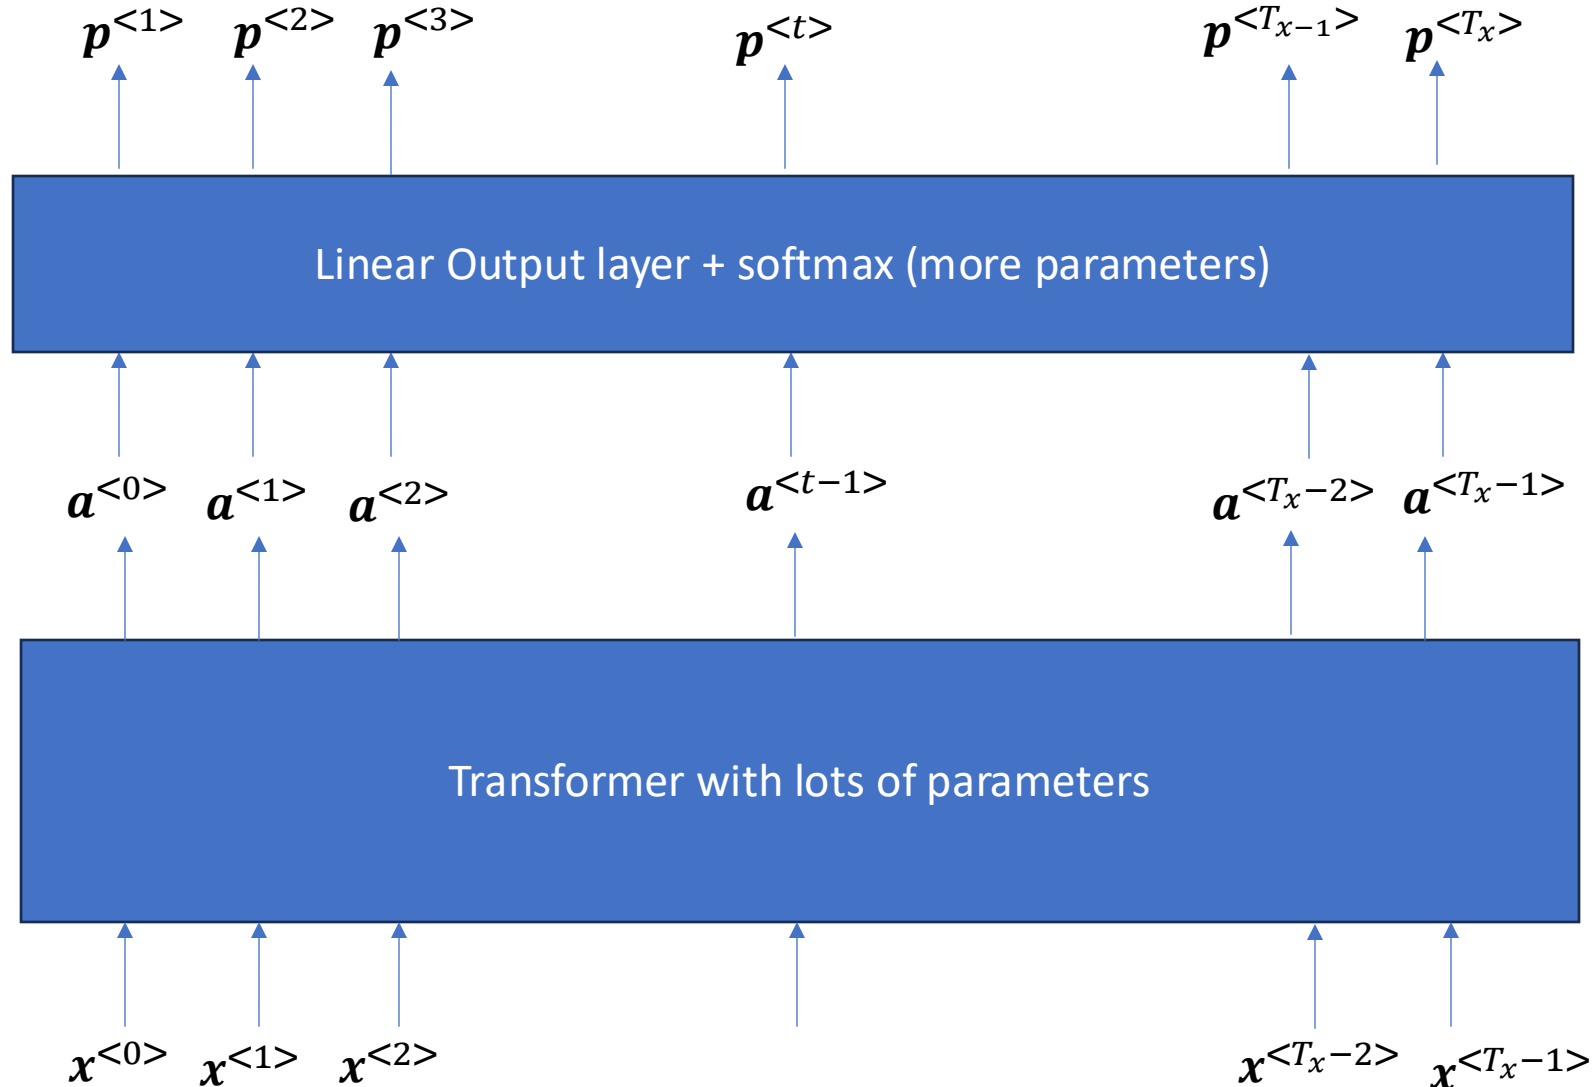 p<1> p<2> p<3> p<t> p<Tx−1> p<Tx>
Linear Output layer + softmax (more parameters)
a<0> a<1> a<2> a<t−1> a<Tx−2> a<Tx−1>
Transformer with lots of parameters
x<0> x<1> x<2> x<Tx−2> x<Tx−1>